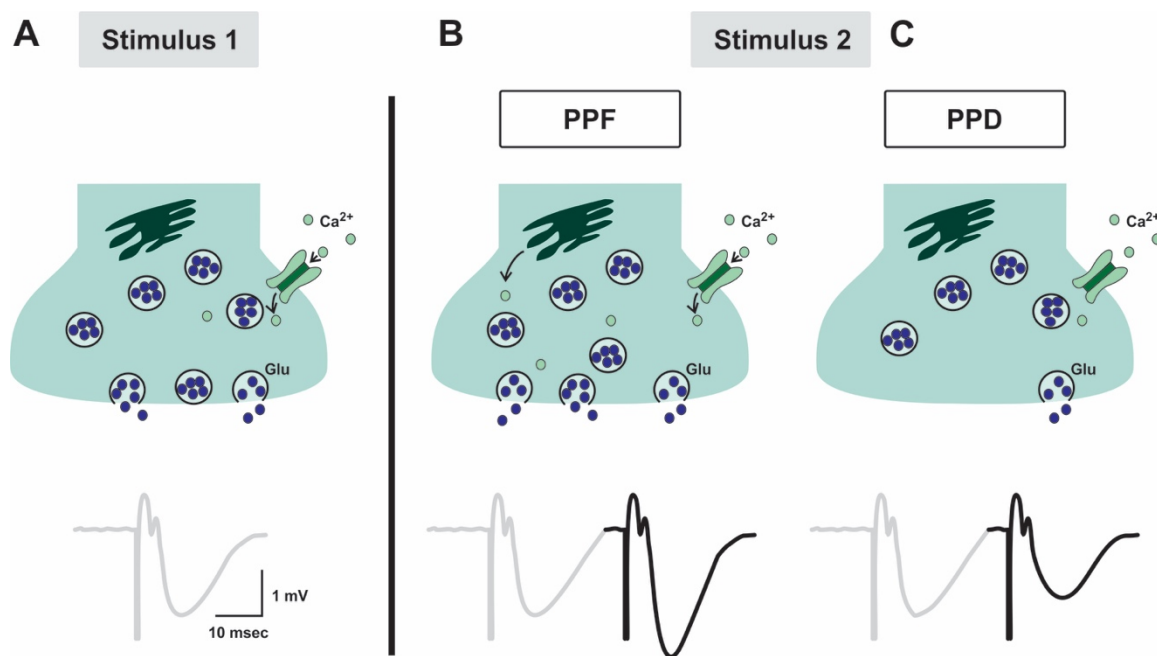 A
Stimulus 1
B
Stimulus 2
C
PPF
PPD
Ca²⁺
Glu
Ca²⁺
Glu
Ca²⁺
Glu
1 mV
10 msec